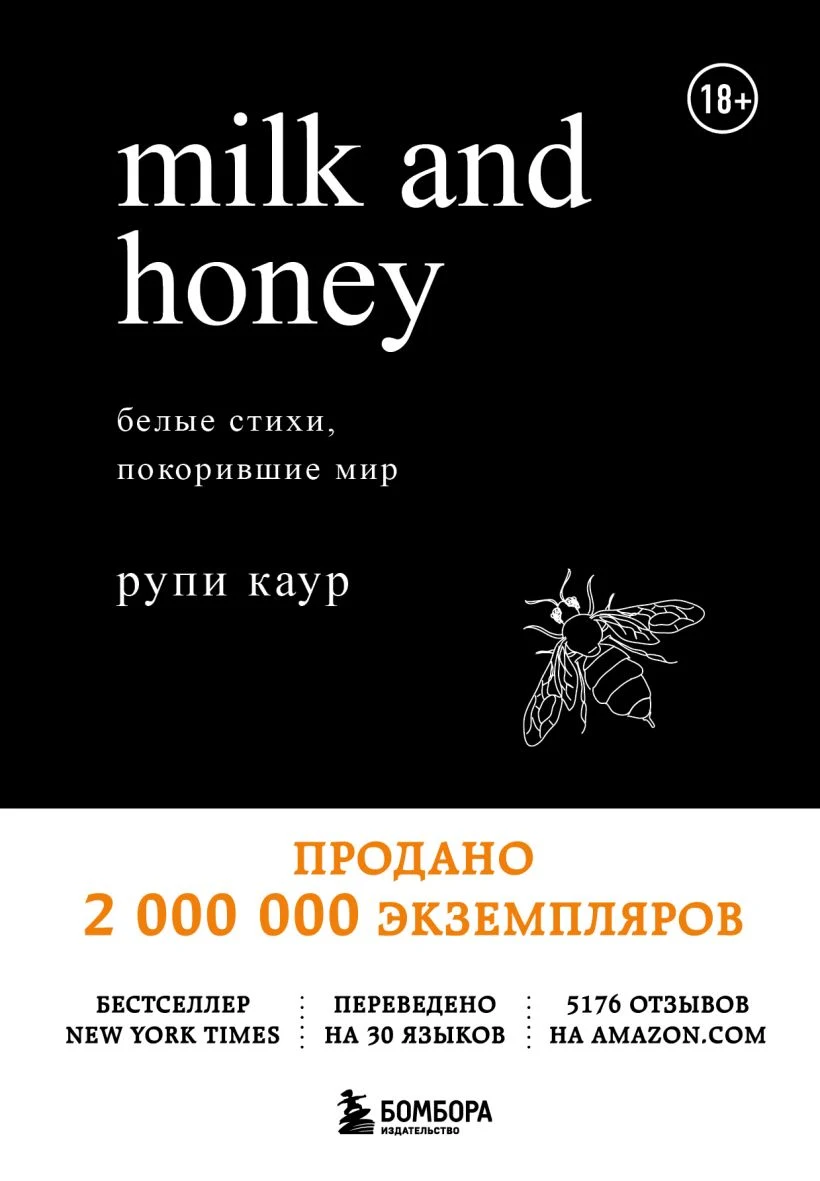 18+
milk and
honey
белые стихи,
покорившие мир
рупи каур
ПРОДАНО
2 000 000 ЭКЗЕМПЛЯРОВ
БЕСТСЕЛЛЕР
NEW YORK TIMES
ПЕРЕВЕДЕНО
НА 30 ЯЗЫКОВ
5176 ОТЗЫВОВ
НА AMAZON.COM
БОМБОРА
ИЗДАТЕЛЬСТВО